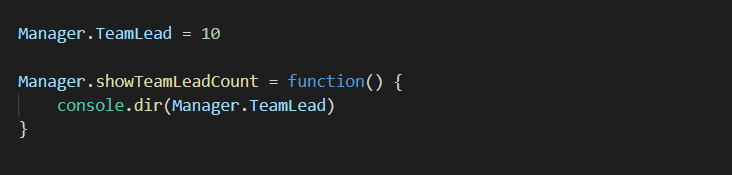 Manager.TeamLead = 10
Manager.showTeamLeadCount = function() {
console.dir(Manager.TeamLead)
}